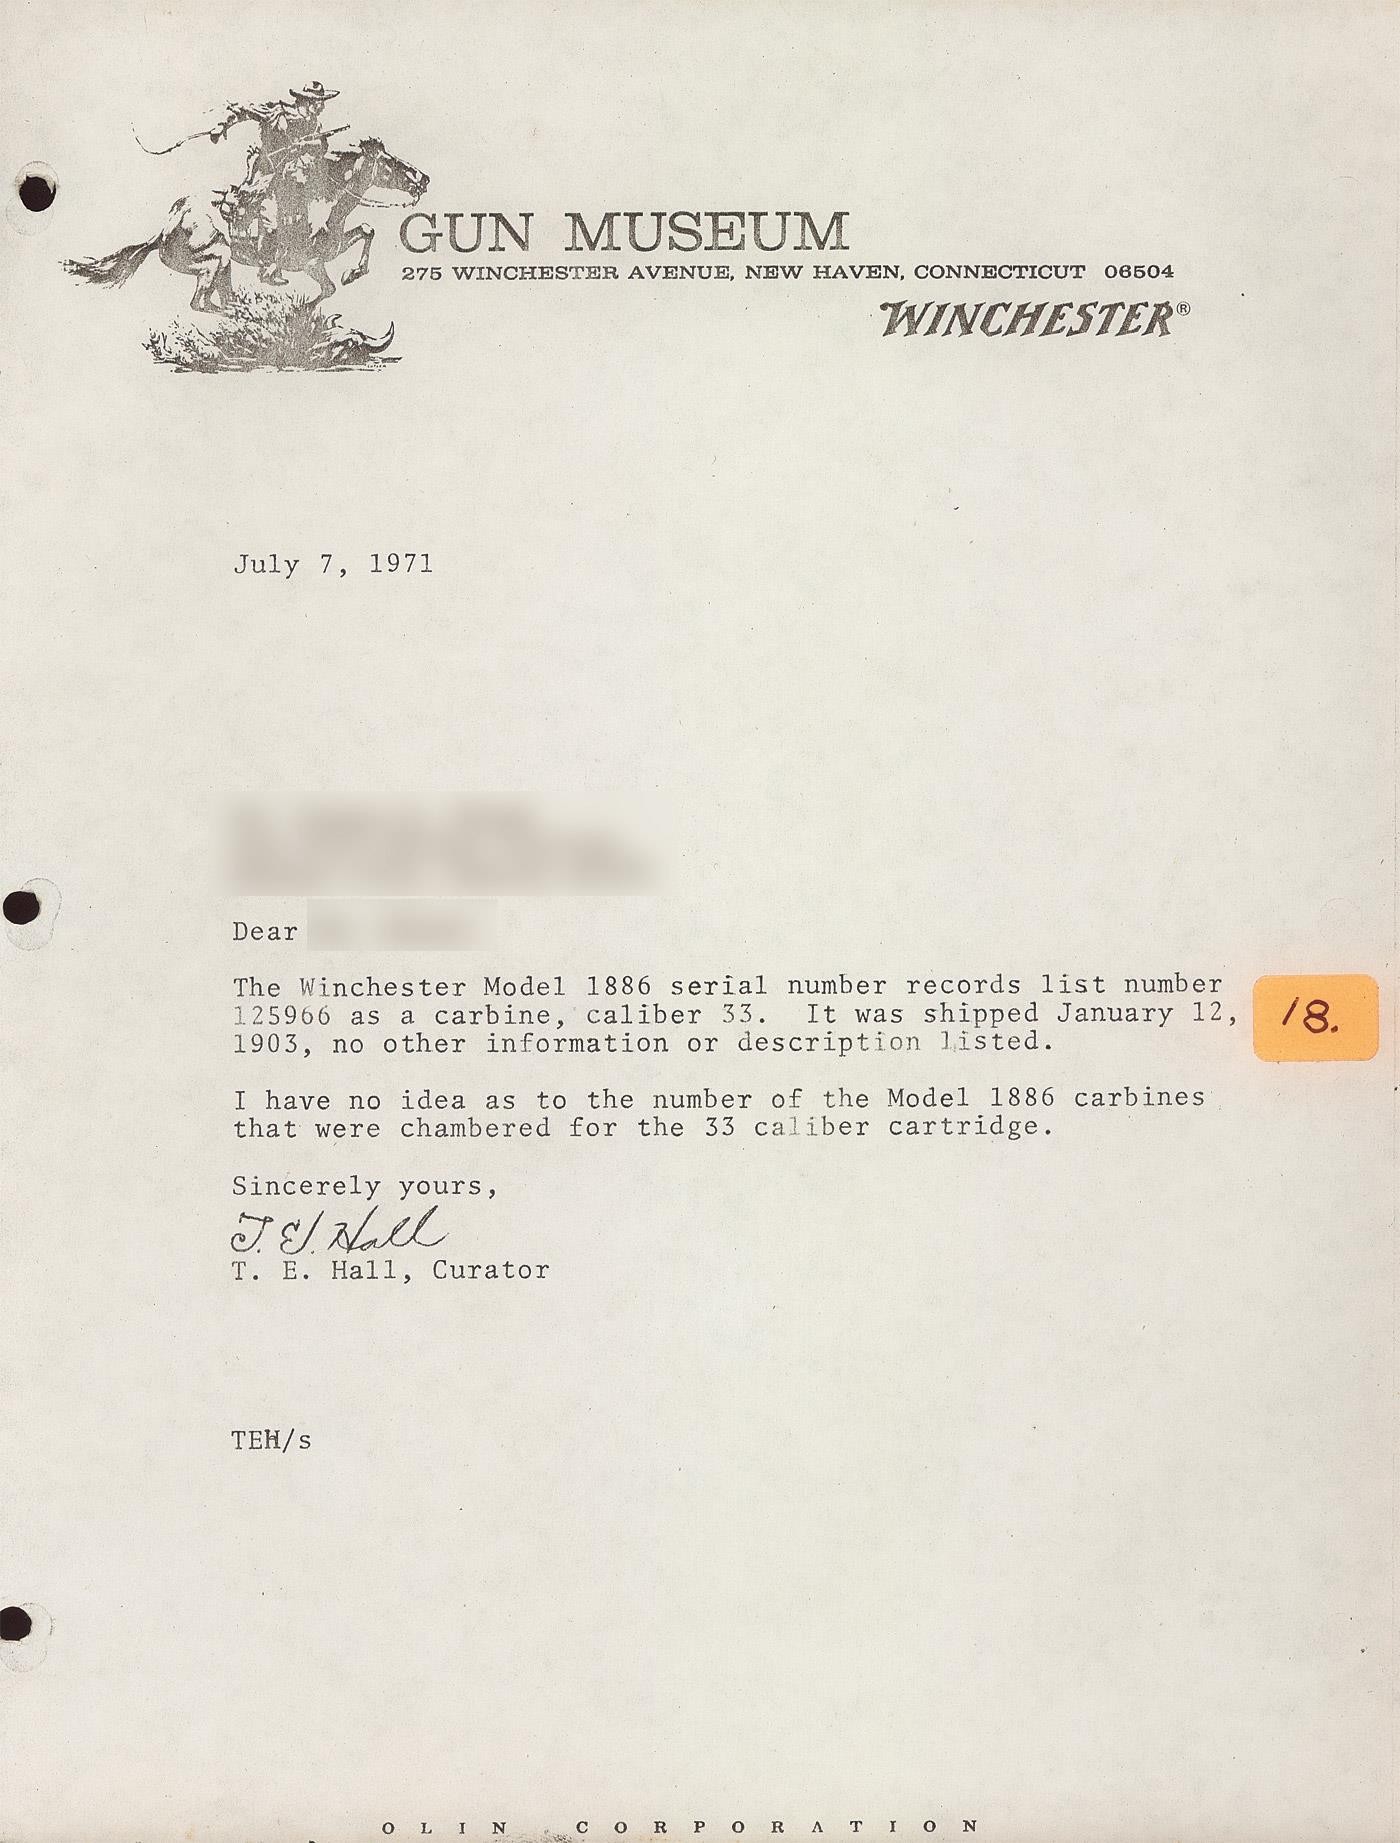 GUN MUSEUM
275 WINCHESTER AVENUE, NEW HAVEN, CONNECTICUT 06504
WINCHESTER®
July 7, 1971
Dear
The Winchester Model 1886 serial number records list number
125966 as a carbine, caliber 33. It was shipped January 12,
1903, no other information or description listed.
18.
I have no idea as to the number of the Model 1886 carbines
that were chambered for the 33 caliber cartridge.
Sincerely yours,
T. E. Hall
T. E. Hall, Curator
TEH/s
OLIN CORPORATION